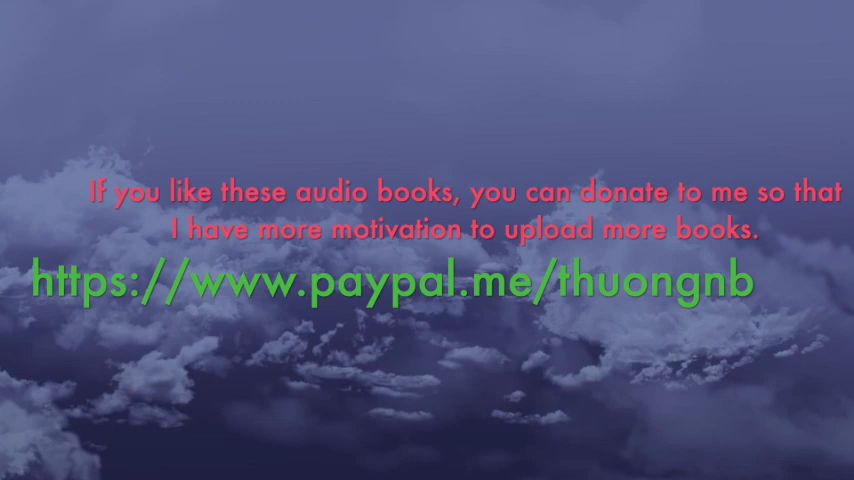 If you like these audio books, you can donate to me so that
I have more motivation to upload more books.
https://www.paypal.me/thuongnb